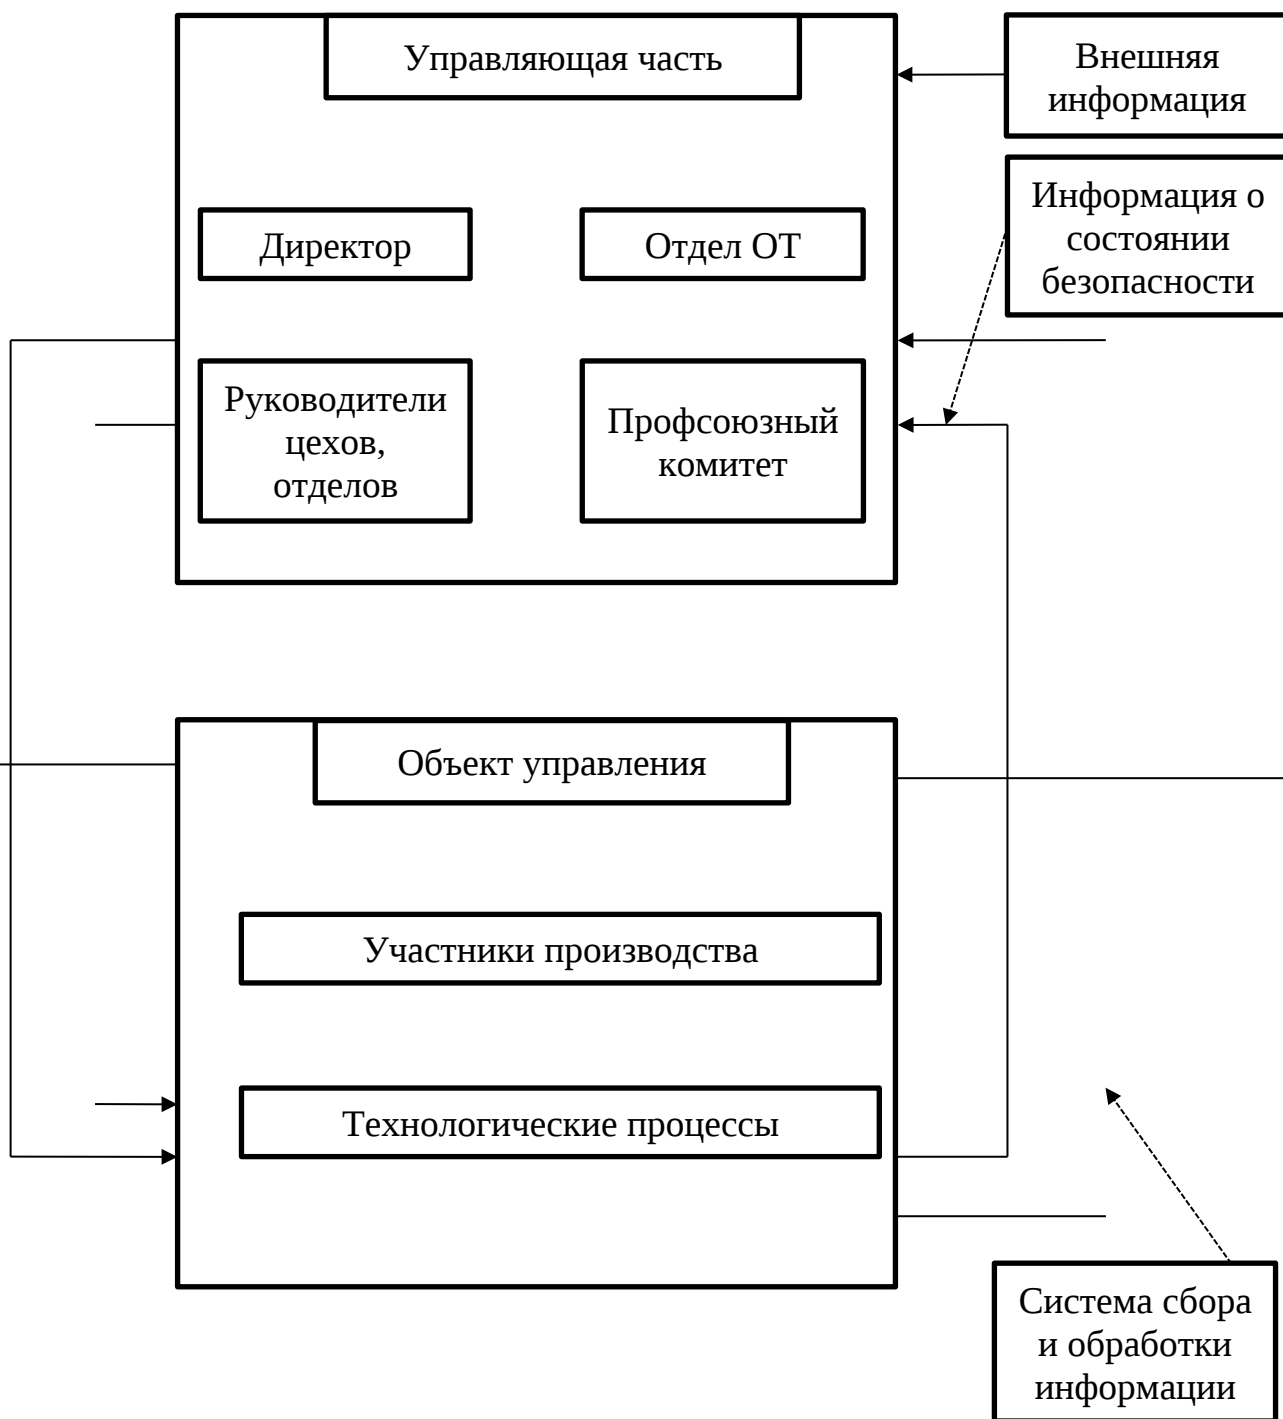 Управляющая часть
Внешняя
информация
Информация о
состоянии
безопасности
Директор
Отдел ОТ
Руководители
цехов,
отделов
Профсоюзный
комитет
Объект управления
Участники производства
Технологические процессы
Система сбора
и обработки
информации